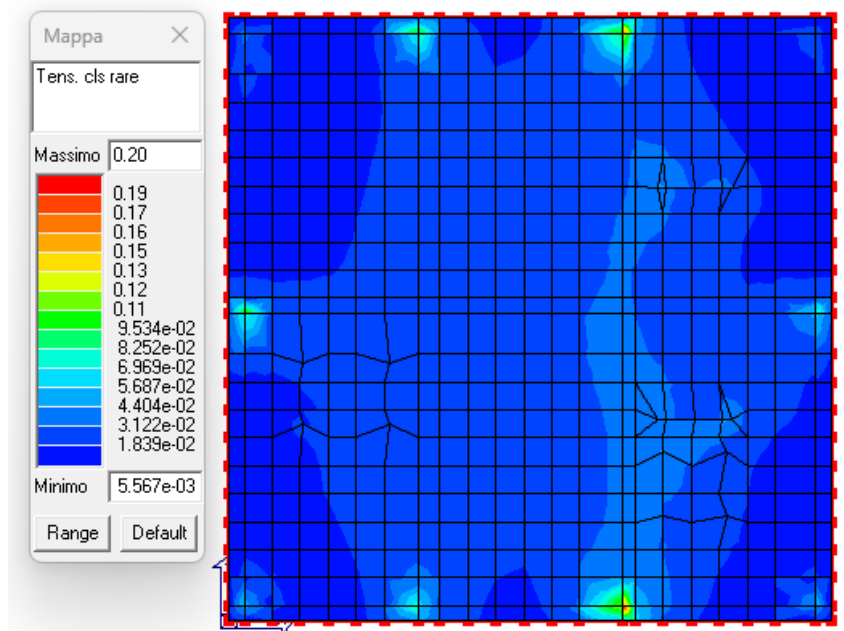 Mappa
Tens. cls rare
Massimo 0.20
0.19
0.17
0.16
0.15
0.13
0.12
0.11
9.534e-02
8.252e-02
6.969e-02
5.687e-02
4.404e-02
3.122e-02
1.839e-02
Minimo 5.567e-03
Range Default